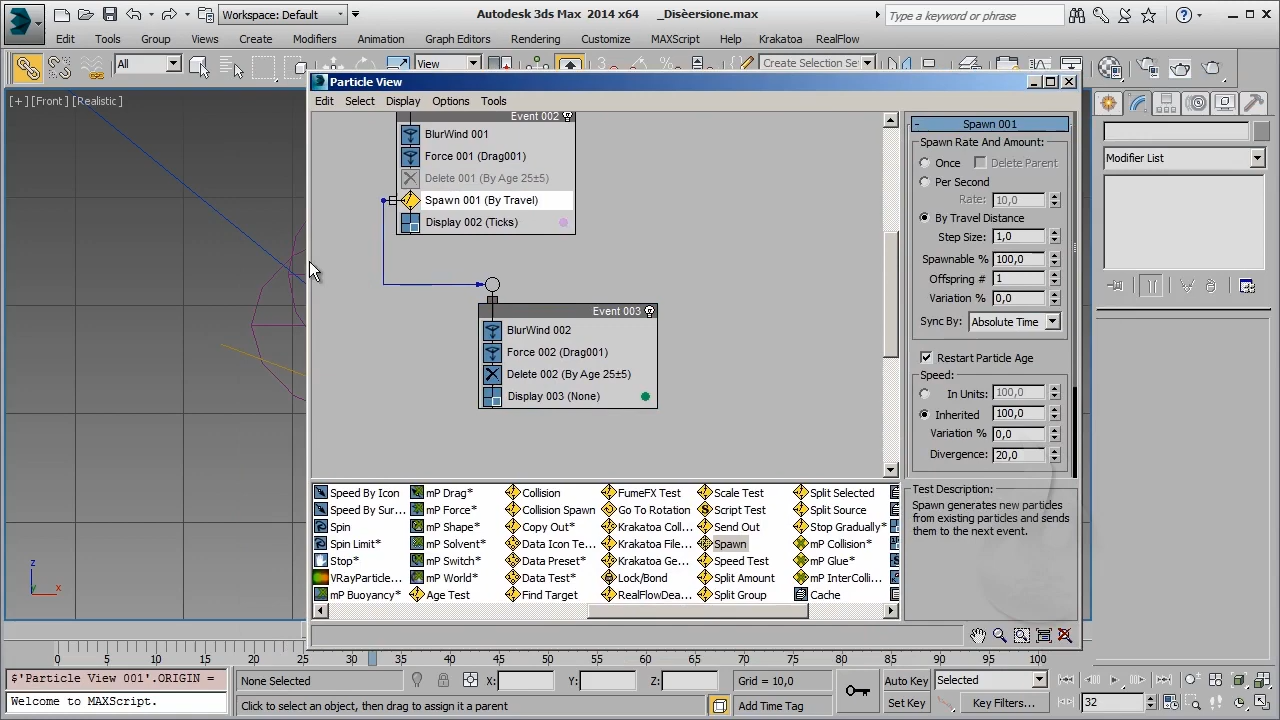 Workspace: Default
Autodesk 3ds Max 2014 x64 _Disèersione.max
Type a keyword or phrase
Edit Tools Group Views Create Modifiers Animation Graph Editors Rendering Customize MAXScript Help Krakatoa RealFlow
All
View
Create Selection Se
[+][Front][Realistic]
Particle View
Edit Select Display Options Tools
Event 002
BlurWind 001
Force 001 (Drag001)
Delete 001 (By Age 25±5)
Spawn 001 (By Travel)
Display 002 (Ticks)
Event 003
BlurWind 002
Force 002 (Drag001)
Delete 002 (By Age 25±5)
Display 003 (None)
Spawn 001
Spawn Rate And Amount:
Once Delete Parent
Per Second
Rate: 10,0
By Travel Distance
Step Size: 1,0
Spawnable % 100,0
Offspring # 1
Variation % 0,0
Sync By: Absolute Time
Restart Particle Age
Speed:
In Units: 100,0
Inherited 100,0
Variation % 0,0
Divergence: 20,0
Modifier List
Speed By Icon mP Drag* Collision FumeFX Test Scale Test Split Selected
Speed By Sur... mP Force* Collision Spawn Go To Rotation Script Test Split Source
Spin mP Shape* Copy Out* Krakatoa Coll... Send Out Stop Gradually*
Spin Limit* mP Solvent* Data Icon Te... Krakatoa File... Spawn mP Collision*
Stop* mP Switch* Data Preset* Krakatoa Ge... Speed Test mP Glue*
VRayParticle... mP World* Data Test* Lock/Bond Split Amount mP InterColli...
mP Buoyancy* Age Test Find Target RealFlowDea... Split Group Cache
Test Description:
Spawn generates new particles
from existing particles and sends
them to the next event.
z
x
0 5 10 15 20 25 30 35 40 45 50 55 60 65 70 75 80 85 90 95 100
$'Particle View 001'.ORIGIN =
Welcome to MAXScript.
None Selected
X: Y: Z:
Grid = 10,0
Click to select an object, then drag to assign it a parent
Add Time Tag
Auto Key Selected
Set Key Key Filters...
32